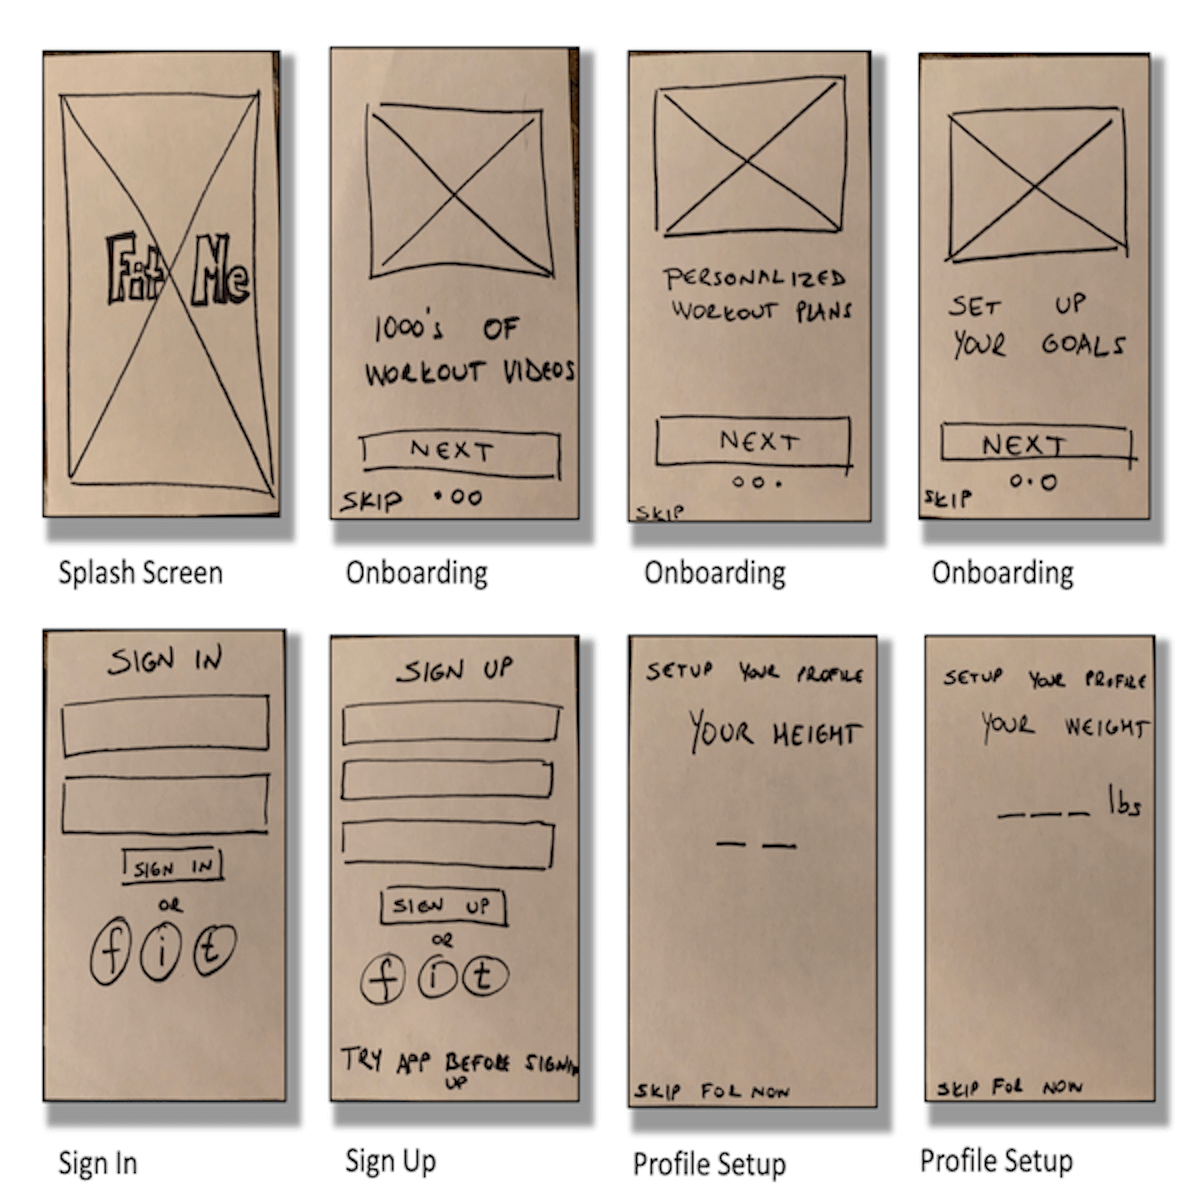 Fit Me
Splash Screen
1000's OF
WORKOUT VIDEOS
NEXT
SKIP
Onboarding
PERSONALIZED
WORKOUT PLANS
NEXT
SKIP
Onboarding
SET UP
YOUR GOALS
NEXT
SKIP
Onboarding
SIGN IN
SIGN IN
OR
f i t
Sign In
SIGN UP
SIGN UP
OR
f i t
TRY APP BEFORE SIGNIN
UP
Sign Up
SETUP YOUR PROFILE
YOUR HEIGHT
SKIP FOR NOW
Profile Setup
SETUP YOUR PROFILE
YOUR WEIGHT
___ lbs
SKIP FOR NOW
Profile Setup